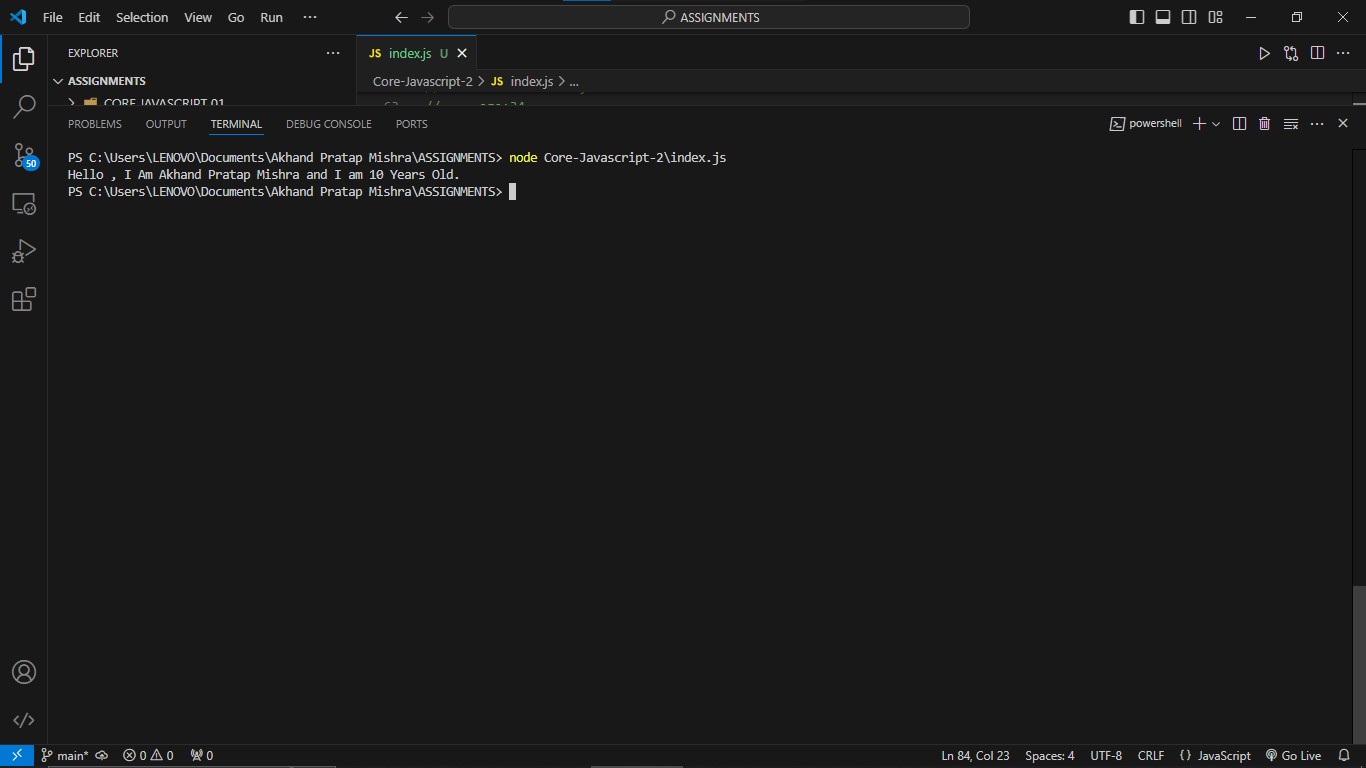 File Edit Selection View Go Run ···
ASSIGNMENTS
EXPLORER ···
JS index.js U
ASSIGNMENTS
Core-Javascript-2 > JS index.js > ...
CORE JAVASCRIPT 01
PROBLEMS OUTPUT TERMINAL DEBUG CONSOLE PORTS
powershell
PS C:\Users\LENOVO\Documents\Akhand Pratap Mishra\ASSIGNMENTS> node Core-Javascript-2\index.js
Hello , I Am Akhand Pratap Mishra and I am 10 Years Old.
PS C:\Users\LENOVO\Documents\Akhand Pratap Mishra\ASSIGNMENTS>
50
main* 0 0 0
Ln 84, Col 23 Spaces: 4 UTF-8 CRLF {} JavaScript Go Live